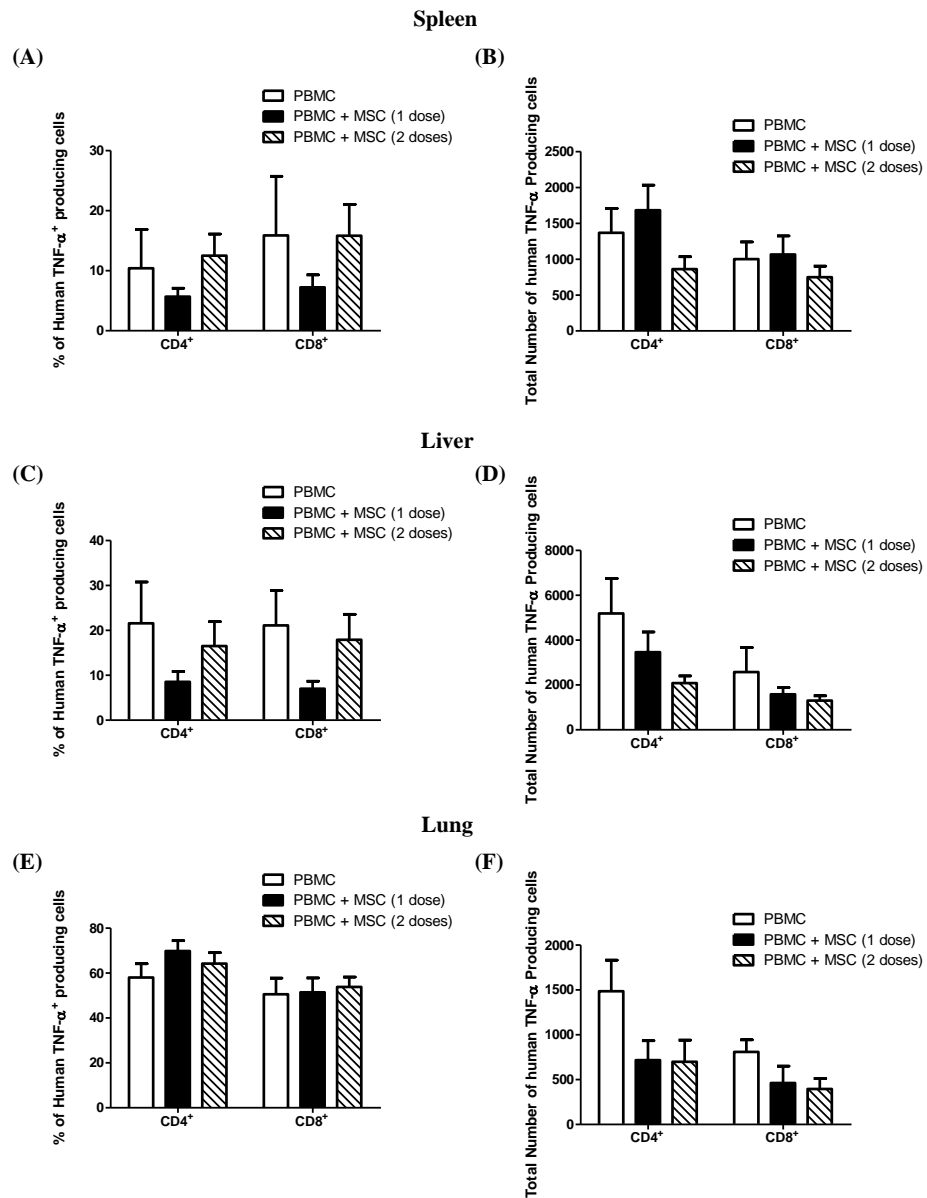 Spleen
(A)
PBMC
PBMC + MSC (1 dose)
PBMC + MSC (2 doses)
% of Human TNF-α⁺ producing cells
30
20
10
0
CD4⁺
CD8⁺
(B)
PBMC
PBMC + MSC (1 dose)
PBMC + MSC (2 doses)
Total Number of human TNF-α Producing cells
2500
2000
1500
1000
500
0
CD4⁺
CD8⁺
Liver
(C)
PBMC
PBMC + MSC (1 dose)
PBMC + MSC (2 doses)
% of Human TNF-α⁺ producing cells
40
30
20
10
0
CD4⁺
CD8⁺
(D)
PBMC
PBMC + MSC (1 dose)
PBMC + MSC (2 doses)
Total Number of human TNF-α Producing cells
8000
6000
4000
2000
0
CD4⁺
CD8⁺
Lung
(E)
PBMC
PBMC + MSC (1 dose)
PBMC + MSC (2 doses)
% of Human TNF-α⁺ producing cells
80
60
40
20
0
CD4⁺
CD8⁺
(F)
PBMC
PBMC + MSC (1 dose)
PBMC + MSC (2 doses)
Total Number of human TNF-α Producing cells
2000
1500
1000
500
0
CD4⁺
CD8⁺